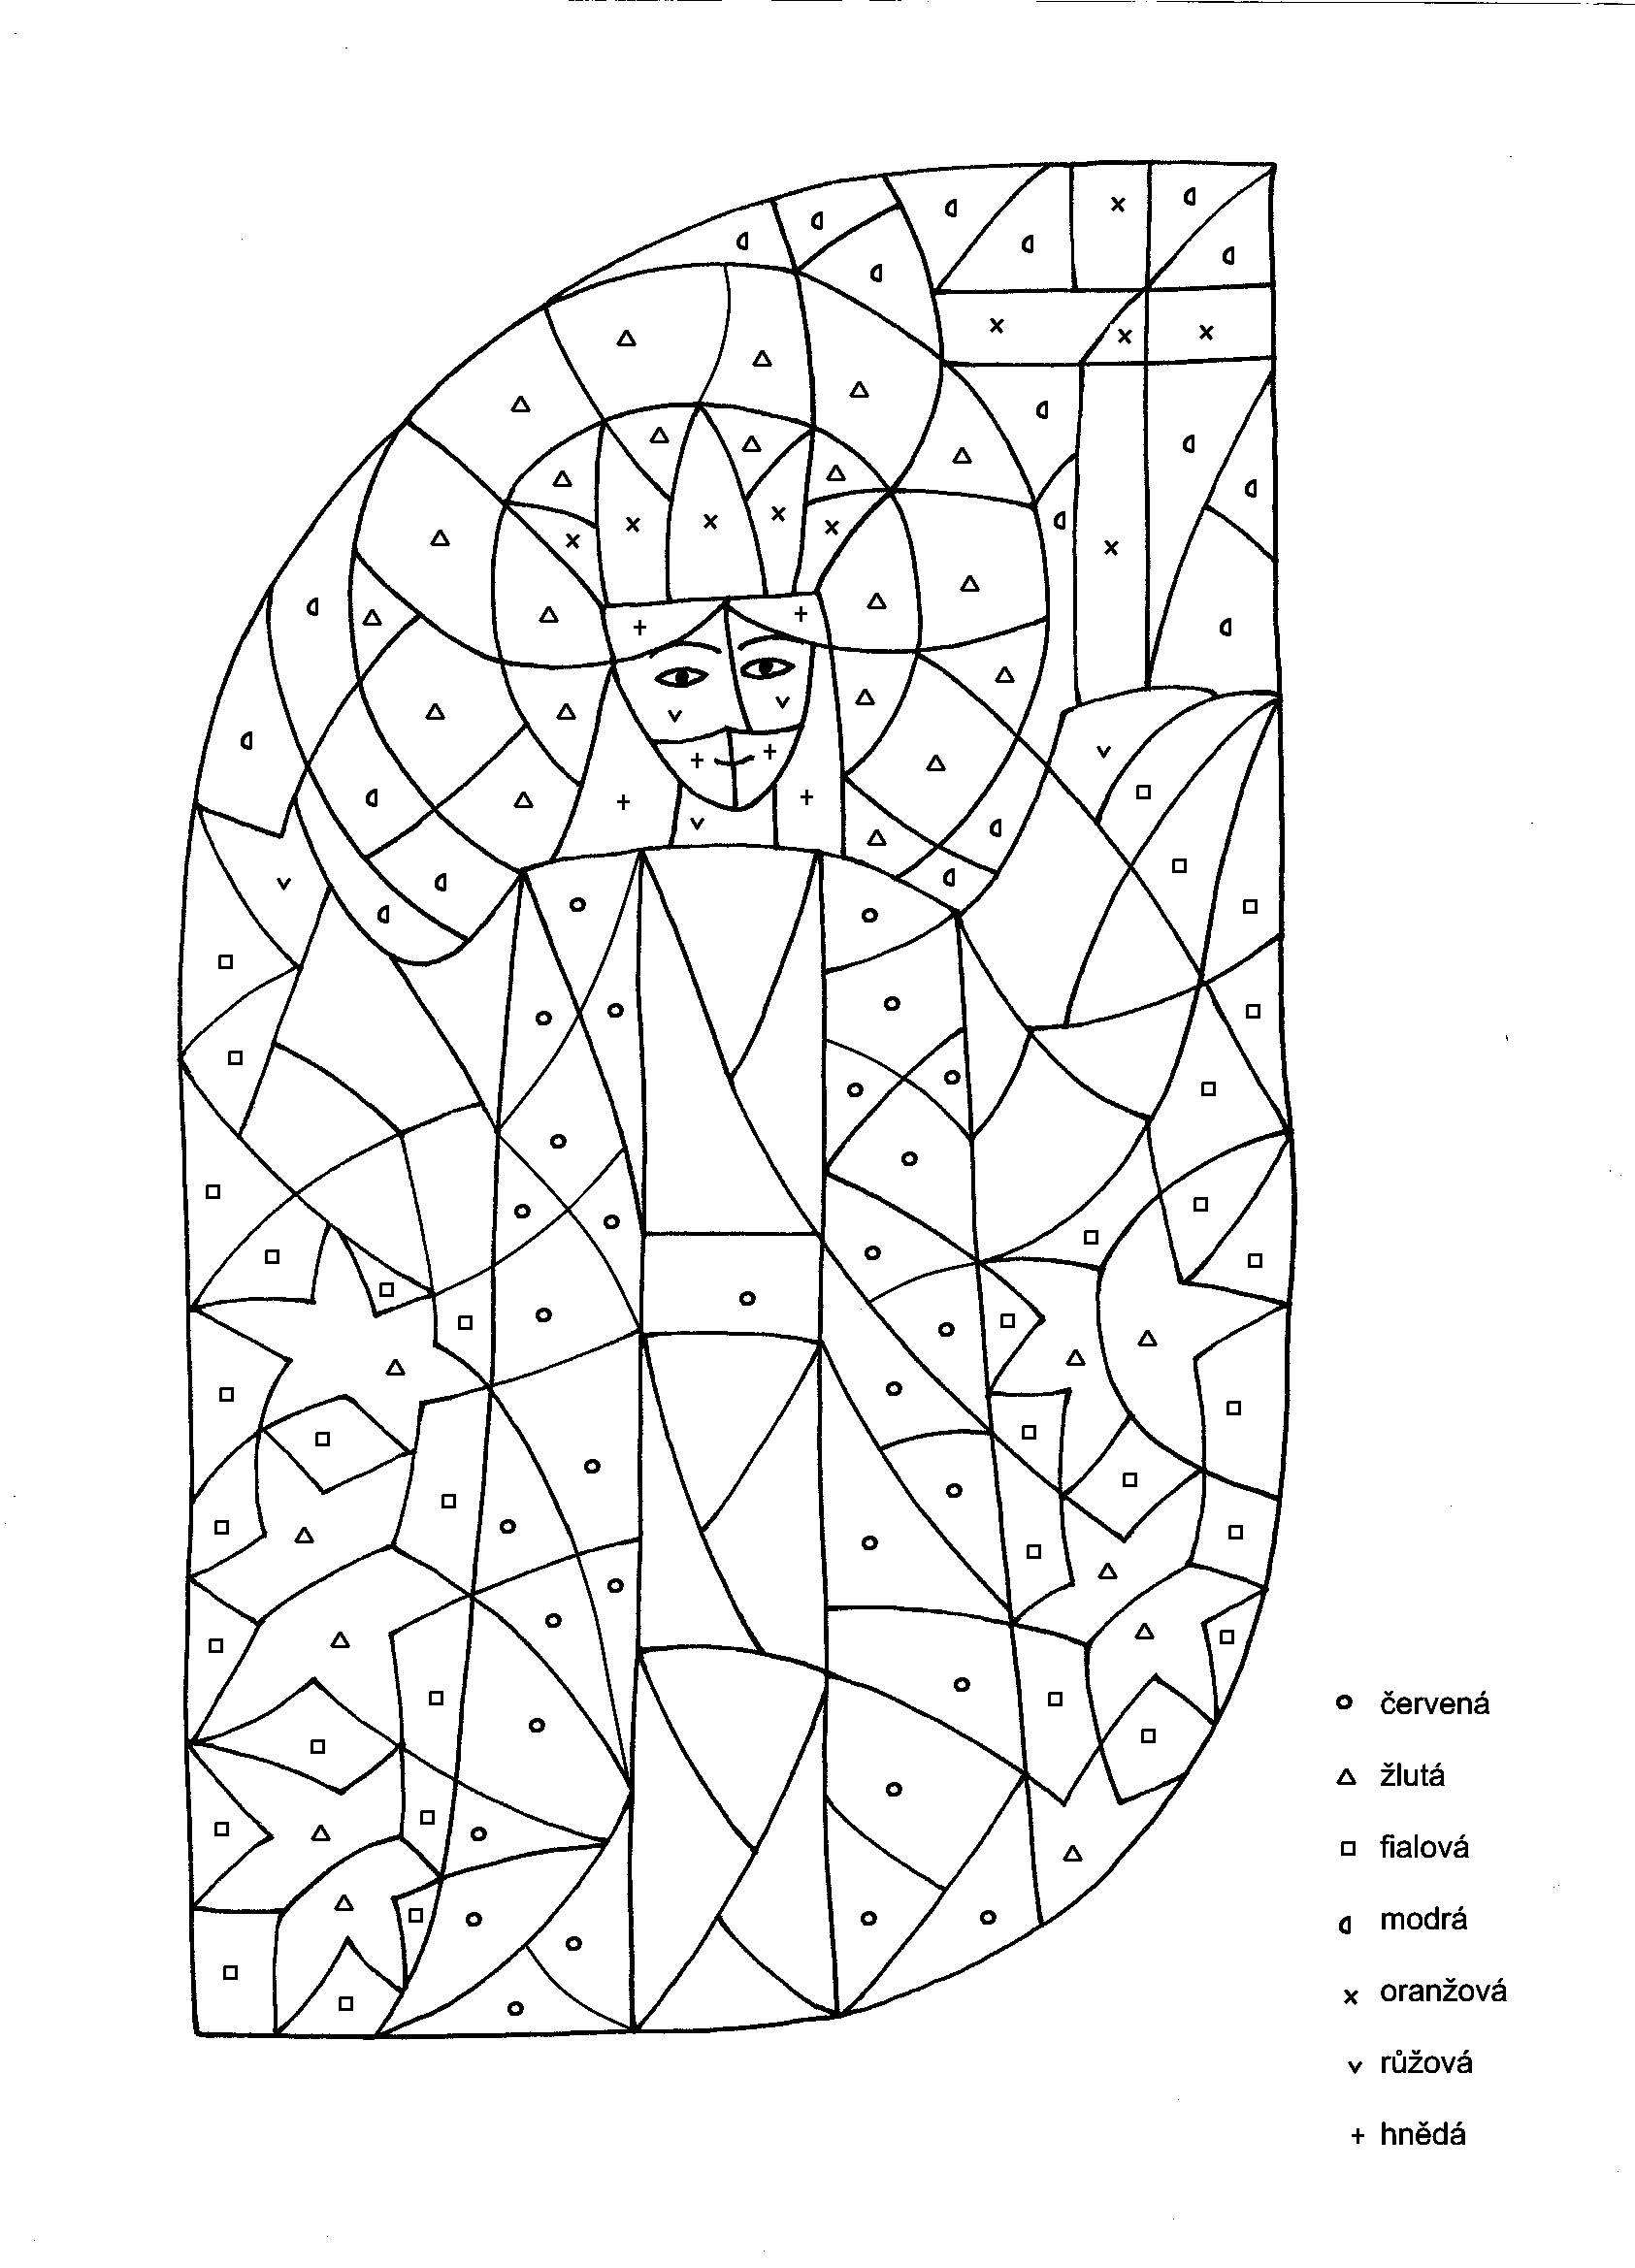 červená
žlutá
fialová
modrá
oranžová
růžová
hnědá